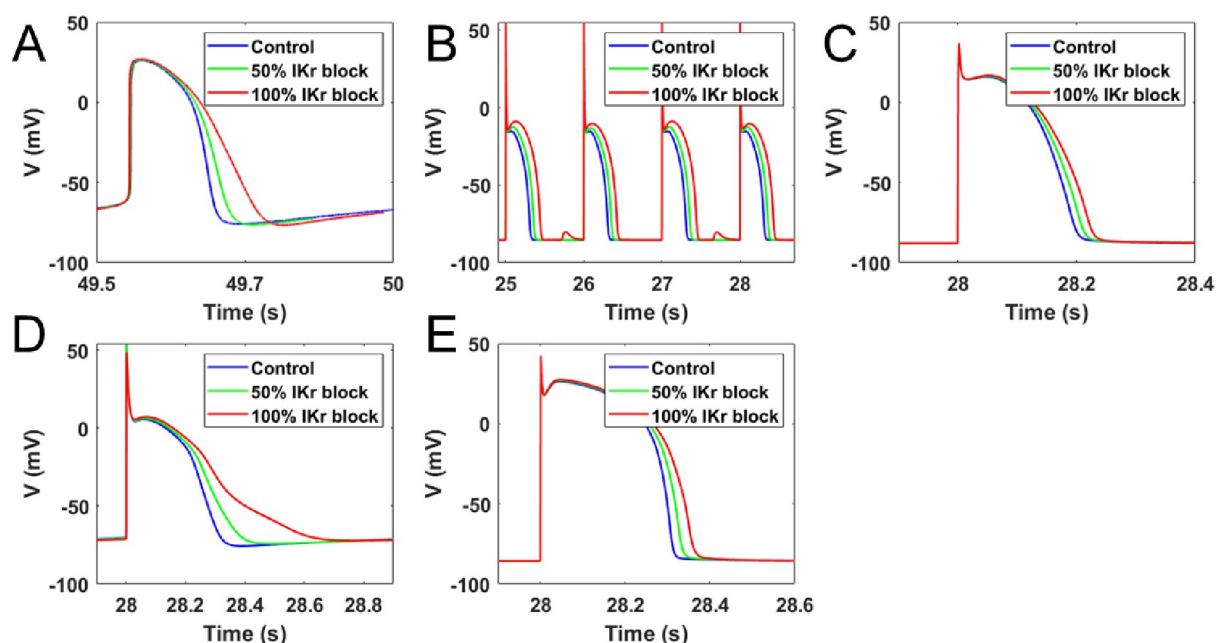 A
50
0
-50
-100
V (mV)
49.5
49.7
50
Time (s)
Control
50% IKr block
100% IKr block
B
50
0
-50
-100
V (mV)
25
26
27
28
Time (s)
Control
50% IKr block
100% IKr block
C
50
0
-50
-100
V (mV)
28
28.2
28.4
Time (s)
Control
50% IKr block
100% IKr block
D
50
0
-50
-100
V (mV)
28
28.2
28.4
28.6
28.8
Time (s)
Control
50% IKr block
100% IKr block
E
50
0
-50
-100
V (mV)
28
28.2
28.4
28.6
Time (s)
Control
50% IKr block
100% IKr block